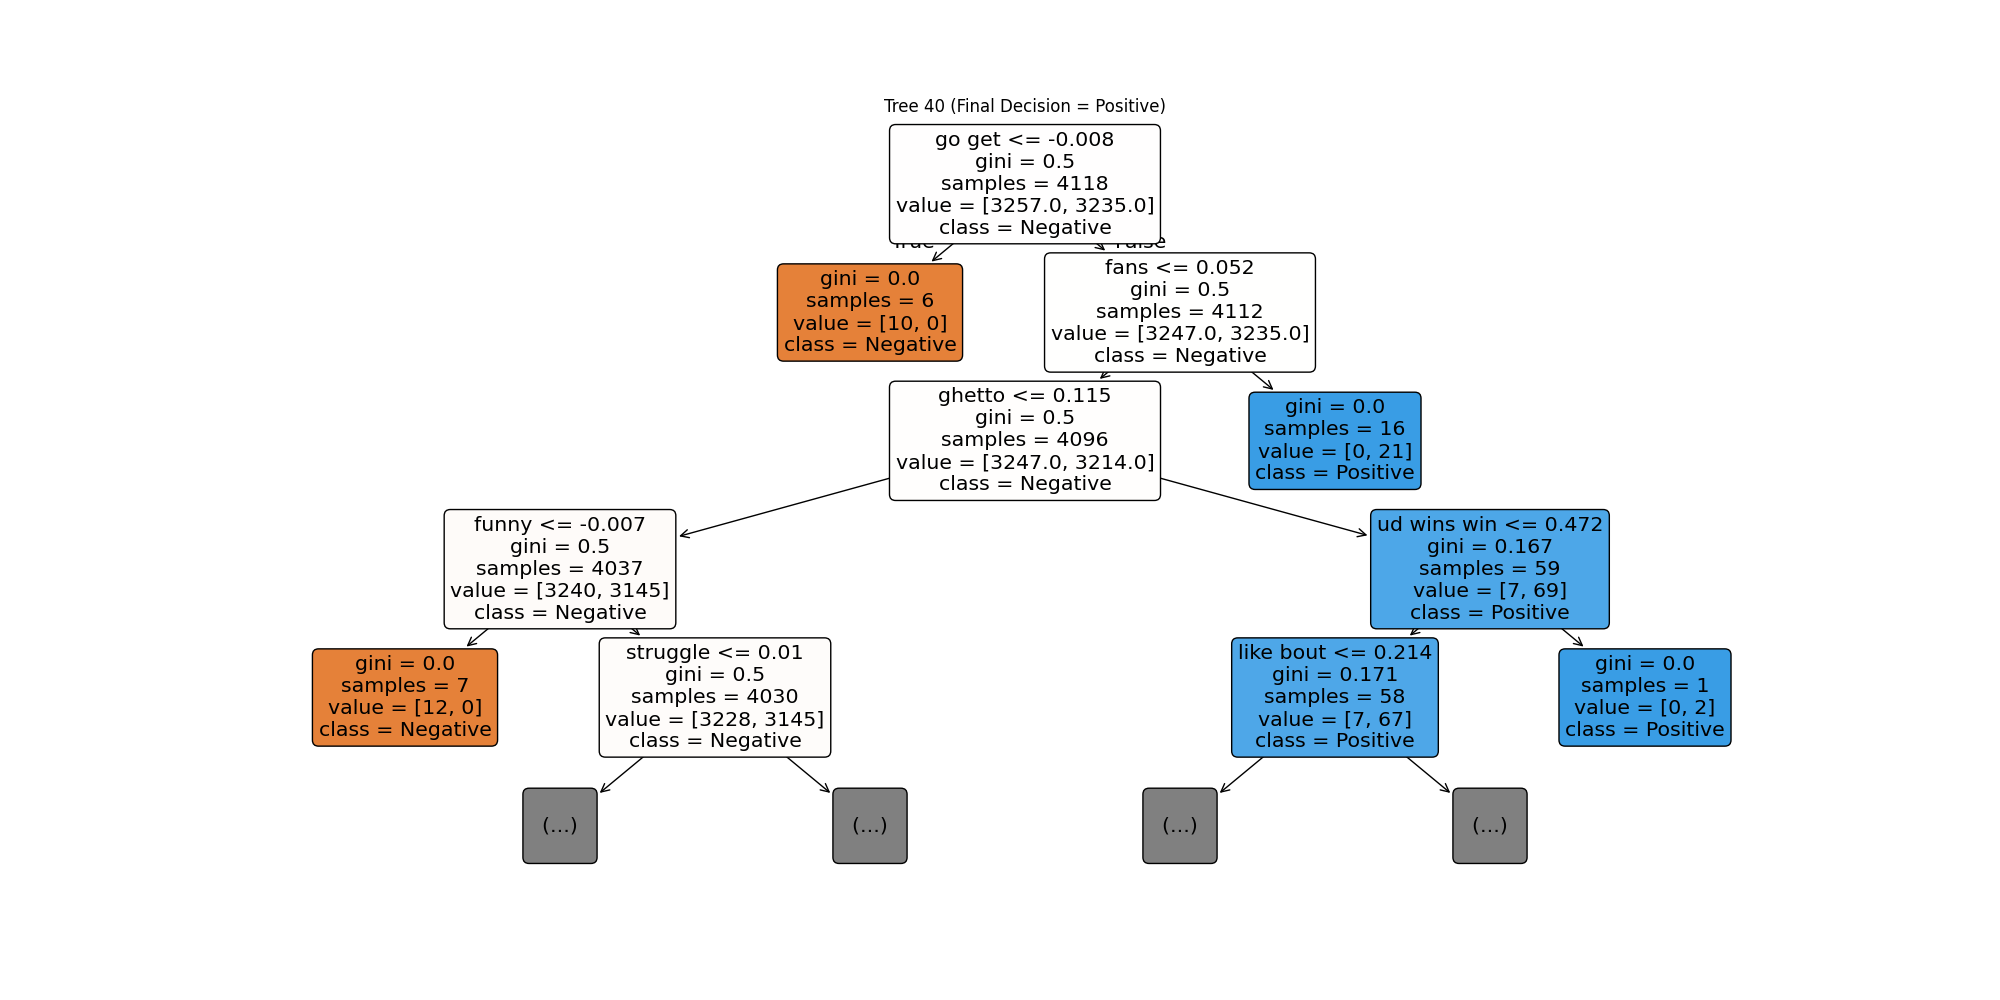 Tree 40 (Final Decision = Positive)
go get <= -0.008
gini = 0.5
samples = 4118
value = [3257.0, 3235.0]
class = Negative
gini = 0.0
samples = 6
value = [10, 0]
class = Negative
fans <= 0.052
gini = 0.5
samples = 4112
value = [3247.0, 3235.0]
class = Negative
ghetto <= 0.115
gini = 0.5
samples = 4096
value = [3247.0, 3214.0]
class = Negative
gini = 0.0
samples = 16
value = [0, 21]
class = Positive
funny <= -0.007
gini = 0.5
samples = 4037
value = [3240, 3145]
class = Negative
ud wins win <= 0.472
gini = 0.167
samples = 59
value = [7, 69]
class = Positive
gini = 0.0
samples = 7
value = [12, 0]
class = Negative
struggle <= 0.01
gini = 0.5
samples = 4030
value = [3228, 3145]
class = Negative
like bout <= 0.214
gini = 0.171
samples = 58
value = [7, 67]
class = Positive
gini = 0.0
samples = 1
value = [0, 2]
class = Positive
(...)
(...)
(...)
(...)